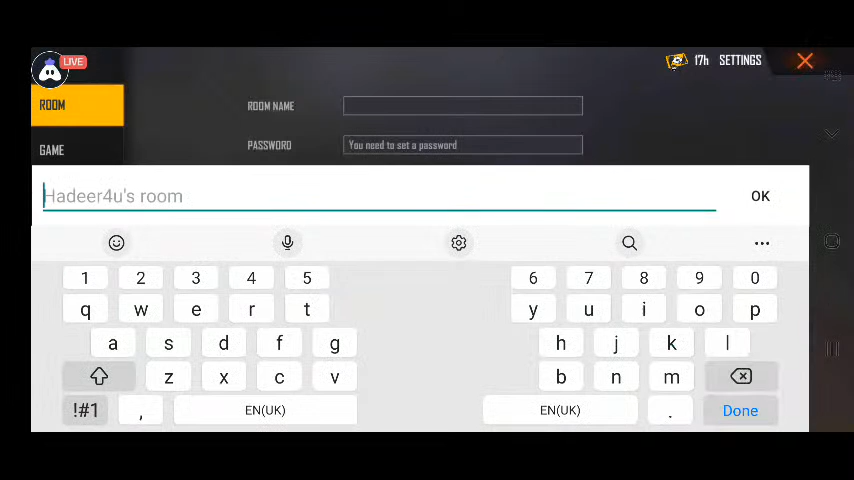 LIVE
17h SETTINGS
ROOM
ROOM NAME
GAME
PASSWORD You need to set a password
Hadeer4u's room OK
1 2 3 4 5 6 7 8 9 0
q w e r t y u i o p
a s d f g h j k l
z x c v b n m
!#1 , EN(UK) EN(UK) . Done